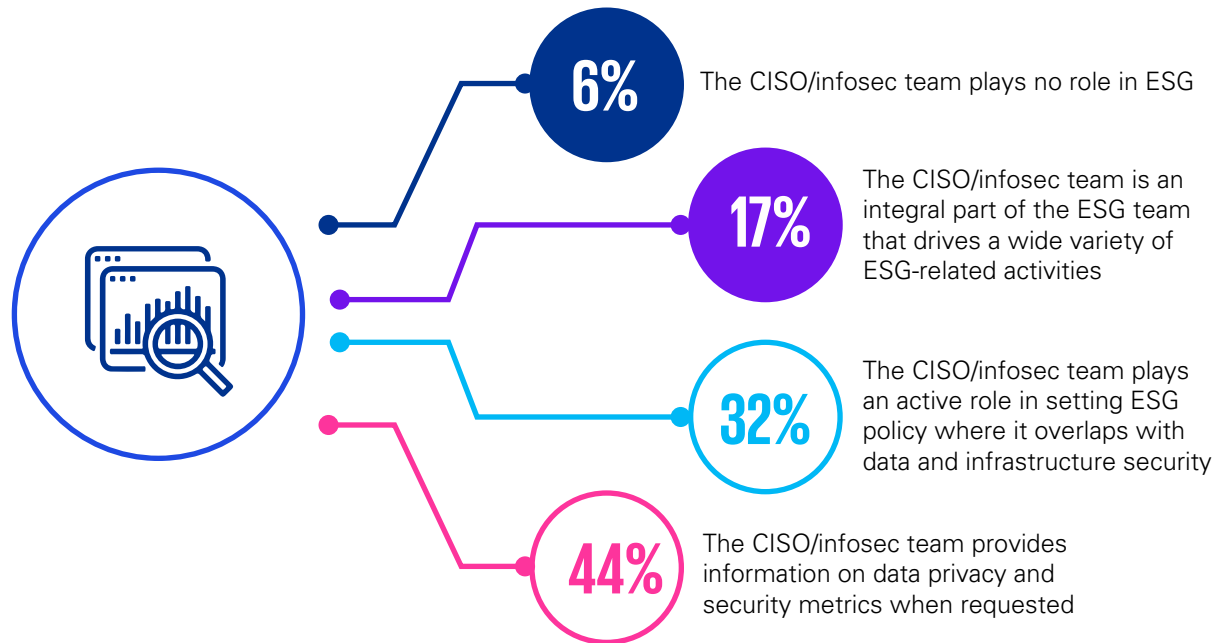 6%
The CISO/infosec team plays no role in ESG
17%
The CISO/infosec team is an
integral part of the ESG team
that drives a wide variety of
ESG-related activities
32%
The CISO/infosec team plays
an active role in setting ESG
policy where it overlaps with
data and infrastructure security
44%
The CISO/infosec team provides
information on data privacy and
security metrics when requested